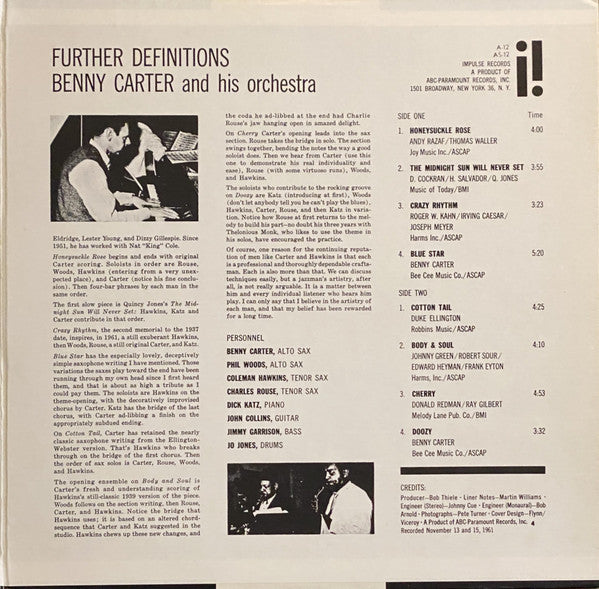 FURTHER DEFINITIONS
BENNY CARTER and his orchestra
A-12
AS-12
IMPULSE RECORDS
A PRODUCT OF
ABC-PARAMOUNT RECORDS, INC.
1501 BROADWAY, NEW YORK 36, N. Y.
i!
Eldridge, Lester Young, and Dizzy Gillespie. Since
1951, he has worked with Nat "King" Cole.
Honeysuckle Rose begins and ends with original
Carter scoring. Soloists in order are Rouse,
Woods, Hawkins (entering from a very unex-
pected place), and Carter (notice his fine conclu-
sion). Then four-bar phrases by each man in the
same order.
The first slow piece is Quincy Jones's The Mid-
night Sun Will Never Set: Hawkins, Katz and
Carter contribute in that order.
Crazy Rhythm, the second memorial to the 1937
date, inspires, in 1961, a still exuberant Hawkins,
then Woods, Rouse, a still original Carter, and Katz.
Blue Star has the especially lovely, deceptively
simple saxophone writing I have mentioned. Those
variations the saxes play toward the end have been
running through my own head since I first heard
them, and that is about as high a tribute as I
could pay them. The soloists are Hawkins on the
theme-opening, with the decoratively improvised
chorus by Carter. Katz has the bridge of the last
chorus, with Carter ad-libbing a finish on the
appropriately subdued ending.
On Cotton Tail, Carter has retained the nearly
classic saxophone writing from the Ellington-
Webster version. That's Hawkins who breaks
through on the bridge of the first chorus. Then
the order of sax solos is Carter, Rouse, Woods,
and Hawkins.
The opening ensemble on Body and Soul is
Carter's fresh and understanding scoring of
Hawkins's still-classic 1939 version of the piece.
Woods follows on the section writing, then Rouse,
Carter, and Hawkins. Notice the bridge that
Hawkins uses; it is based on an altered chord-
sequence that Carter and Katz suggested in the
studio. Hawkins chews up these new changes, and
the coda he ad-libbed at the end had Charlie
Rouse's jaw hanging open in amazed delight.
On Cherry Carter's opening leads into the sax
section. Rouse takes the bridge in solo. The section
swings together, bending the notes the way a good
soloist does. Then we hear from Carter (use this
one to demonstrate his real individuality and
ease), Rouse (with some virtuoso runs), Woods,
and Hawkins.
The soloists who contribute to the rocking groove
on Doozy are Katz (introducing at first), Woods
(don't let anybody tell you he can't play the blues),
Hawkins, Carter, Rouse, and then Katz in varia-
tion. Notice how Rouse at first returns to the mel-
ody to build his part—no doubt his three years with
Thelonious Monk, who likes to use the theme in
his solos, have encouraged the practice.
Of course, one reason for the continuing reputa-
tion of men like Carter and Hawkins is that each
is a professional and thoroughly dependable crafts-
man. Each is also more than that. We can discuss
techniques easily, but a jazzman's artistry, after
all, is not really arguable. It is a matter between
him and every individual listener who hears him
play. I can only say that I believe in the artistry of
each man, and that my belief has been rewarded
for a long time.
PERSONNEL
BENNY CARTER, ALTO SAX
PHIL WOODS, ALTO SAX
COLEMAN HAWKINS, TENOR SAX
CHARLES ROUSE, TENOR SAX
DICK KATZ, PIANO
JOHN COLLINS, GUITAR
JIMMY GARRISON, BASS
JO JONES, DRUMS
SIDE ONE Time
1. HONEYSUCKLE ROSE 4:00
ANDY RAZAF/THOMAS WALLER
Joy Music Inc./ASCAP
2. THE MIDNIGHT SUN WILL NEVER SET 3:55
D. COCKRAN/H. SALVADOR/Q. JONES
Music of Today/BMI
3. CRAZY RHYTHM 3:23
ROGER W. KAHN/IRVING CAESAR/
JOSEPH MEYER
Harms Inc./ASCAP
4. BLUE STAR 5:20
BENNY CARTER
Bee Cee Music Co./ASCAP
SIDE TWO
1. COTTON TAIL 4:25
DUKE ELLINGTON
Robbins Music/ASCAP
2. BODY & SOUL 4:10
JOHNNY GREEN/ROBERT SOUR/
EDWARD HEYMAN/FRANK EYTON
Harms, Inc./ASCAP
3. CHERRY 4:53
DONALD REDMAN/RAY GILBERT
Melody Lane Pub. Co./BMI
4. DOOZY 3:32
BENNY CARTER
Bee Cee Music Co./ASCAP
CREDITS:
Producer–Bob Thiele · Liner Notes–Martin Williams ·
Engineer (Stereo)–Johnny Cue · Engineer (Monaural)–Bob
Arnold · Photographs–Pete Turner · Cover Design–Flynn/
Viceroy · A Product of ABC-Paramount Records, Inc. 4
Recorded November 13 and 15, 1961